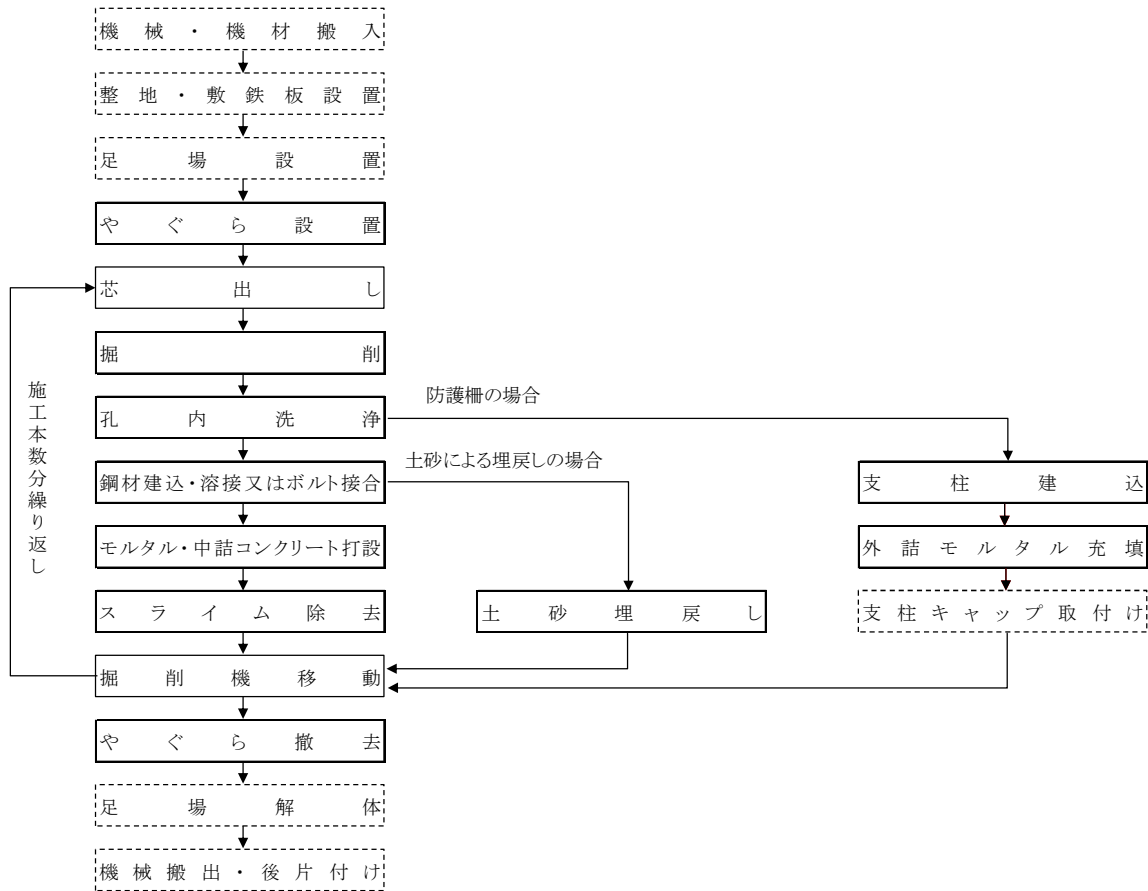 機械・機材搬入
整地・敷鉄板設置
足場設置
やぐら設置
芯出し
掘削
孔内洗浄
鋼材建込・溶接又はボルト接合
モルタル・中詰コンクリート打設
スライム除去
掘削機移動
やぐら撤去
足場解体
機械搬出・後片付け
施工本数分繰り返し
土砂による埋戻しの場合
土砂埋戻し
防護柵の場合
支柱建込
外詰モルタル充填
支柱キャップ取付け